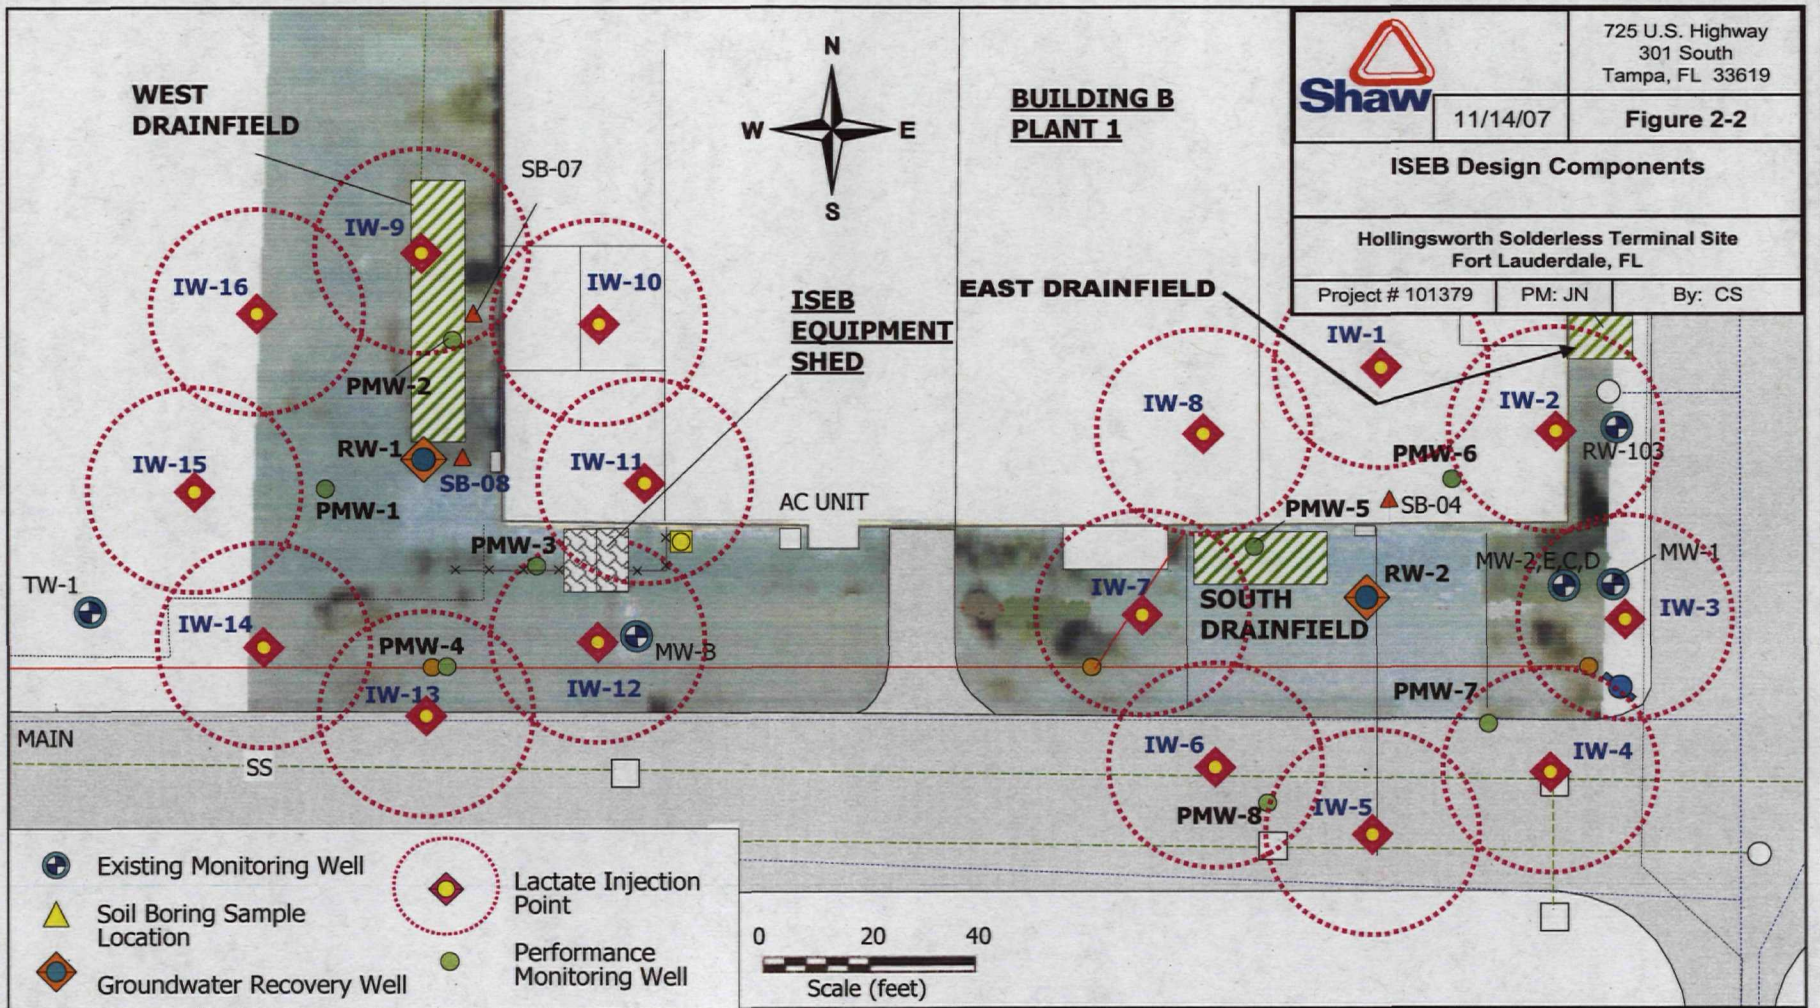 WEST
DRAINFIELD
N
W
E
S
BUILDING B
PLANT 1
Shaw
725 U.S. Highway
301 South
Tampa, FL 33619
11/14/07
Figure 2-2
ISEB Design Components
Hollingsworth Solderless Terminal Site
Fort Lauderdale, FL
Project # 101379
PM: JN
By: CS
SB-07
IW-9
IW-16
IW-10
ISEB
EQUIPMENT
SHED
EAST DRAINFIELD
IW-1
PMW-2
IW-8
IW-2
RW-1
IW-15
SB-08
IW-11
PMW-6
RW-103
PMW-1
AC UNIT
PMW-5
SB-04
PMW-3
MW-2,E,C,D
MW-1
TW-1
IW-7
RW-2
SOUTH
DRAINFIELD
IW-3
IW-14
PMW-4
MW-3
IW-13
IW-12
PMW-7
MAIN
SS
IW-6
IW-4
PMW-8
IW-5
Existing Monitoring Well
Soil Boring Sample
Location
Groundwater Recovery Well
Lactate Injection
Point
Performance
Monitoring Well
0 20 40
Scale (feet)